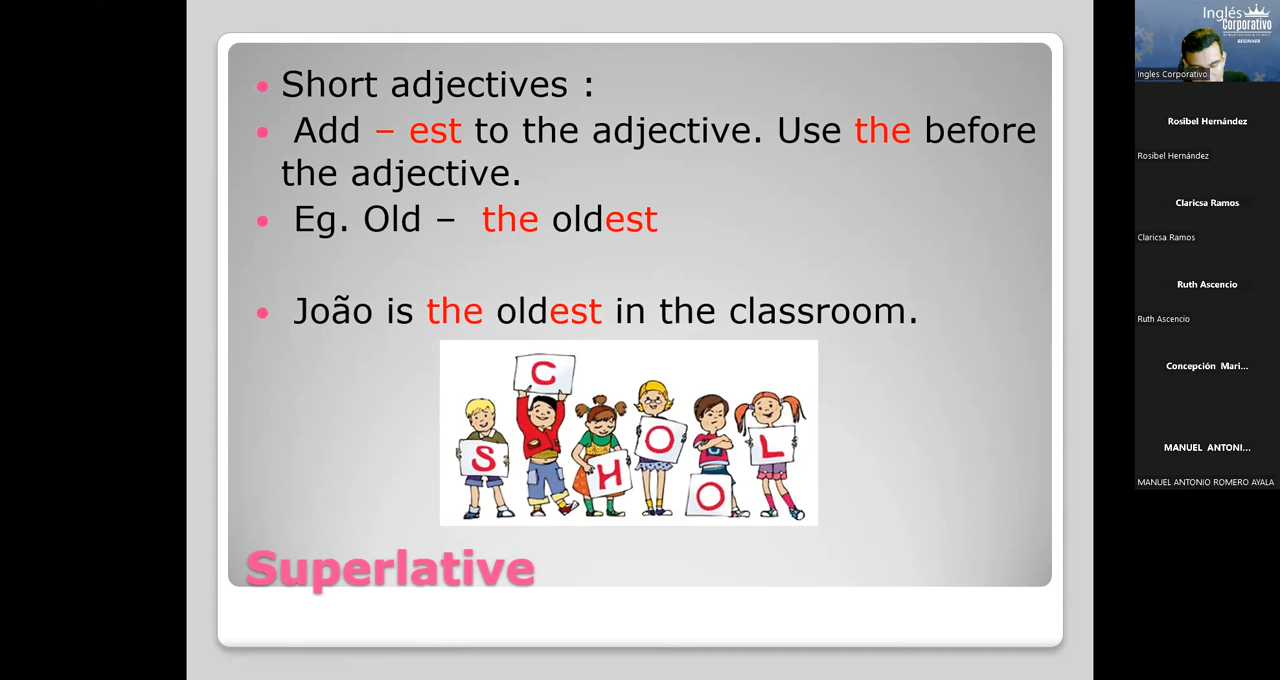 Short adjectives :
Add – est to the adjective. Use the before
the adjective.
Eg. Old – the oldest
João is the oldest in the classroom.
C
S H O O L
Superlative
Inglés
Corporativo
BEGINNER
Ingles Corporativo
Rosibel Hernández
Rosibel Hernández
Claricsa Ramos
Claricsa Ramos
Ruth Ascencio
Ruth Ascencio
Concepción Mari...
MANUEL ANTONI...
MANUEL ANTONIO ROMERO AYALA